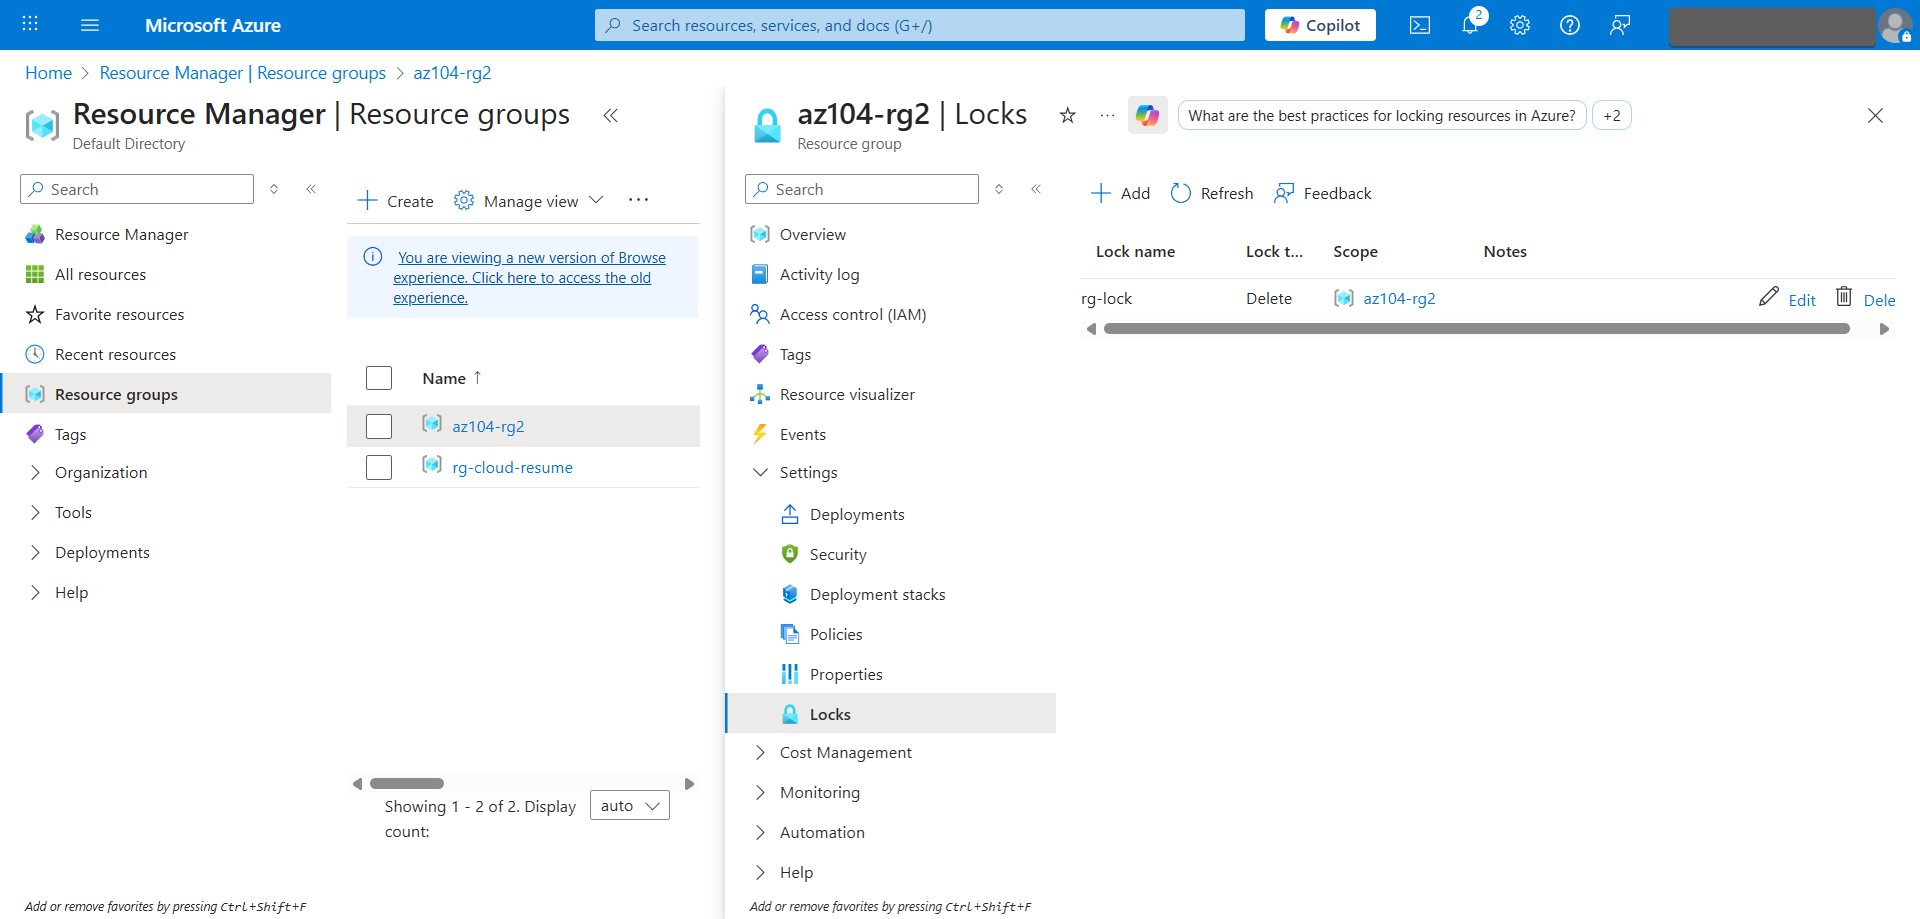 Microsoft Azure
Search resources, services, and docs (G+/)
Copilot
2
Home > Resource Manager | Resource groups > az104-rg2
Resource Manager | Resource groups
Default Directory
Search
Resource Manager
All resources
Favorite resources
Recent resources
Resource groups
Tags
Organization
Tools
Deployments
Help
Add or remove favorites by pressing Ctrl+Shift+F
Create
Manage view
You are viewing a new version of Browse
experience. Click here to access the old
experience.
Name ↑
az104-rg2
rg-cloud-resume
Showing 1 - 2 of 2. Display
count:
auto
az104-rg2 | Locks
Resource group
What are the best practices for locking resources in Azure?
+2
Search
Overview
Activity log
Access control (IAM)
Tags
Resource visualizer
Events
Settings
Deployments
Security
Deployment stacks
Policies
Properties
Locks
Cost Management
Monitoring
Automation
Help
Add or remove favorites by pressing Ctrl+Shift+F
Add
Refresh
Feedback
Lock name Lock t... Scope Notes
rg-lock Delete az104-rg2 Edit Dele